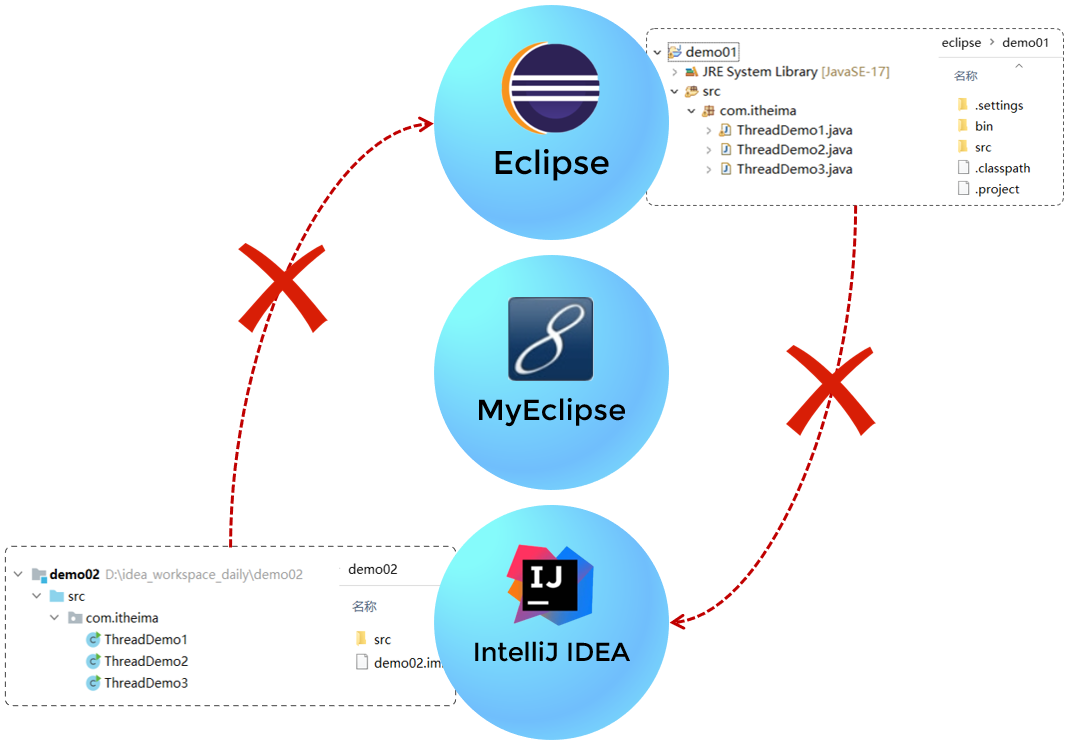 Eclipse
demo01
JRE System Library [JavaSE-17]
src
com.itheima
ThreadDemo1.java
ThreadDemo2.java
ThreadDemo3.java
eclipse > demo01
名称
.settings
bin
src
.classpath
.project
MyEclipse
demo02 D:\idea_workspace_daily\demo02
src
com.itheima
ThreadDemo1
ThreadDemo2
ThreadDemo3
demo02
名称
src
demo02.im
IJ
IntelliJ IDEA